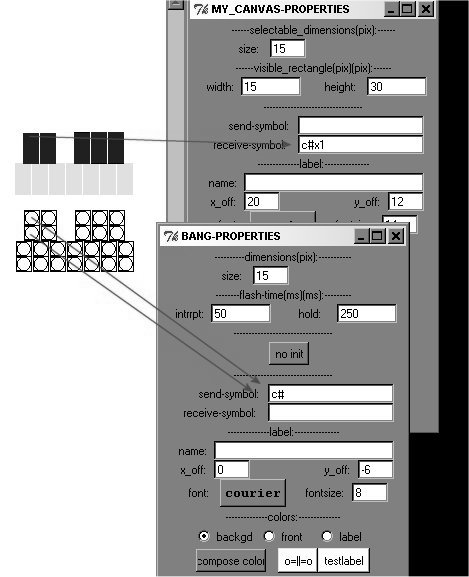 MY_CANVAS-PROPERTIES
------selectable_dimensions(pix):------
size: 15
------visible_rectangle(pix)(pix):------
width: 15 height: 30
send-symbol:
receive-symbol: c#x1
label:
name:
x_off: 20 y_off: 12
BANG-PROPERTIES
dimensions(pix):
size: 15
flash-time(ms)(ms):
intrrpt: 50 hold: 250
no init
send-symbol: c#
receive-symbol:
label:
name:
x_off: 0 y_off: -6
font: courier fontsize: 8
colors:
backgd front label
compose color o=||=o testlabel